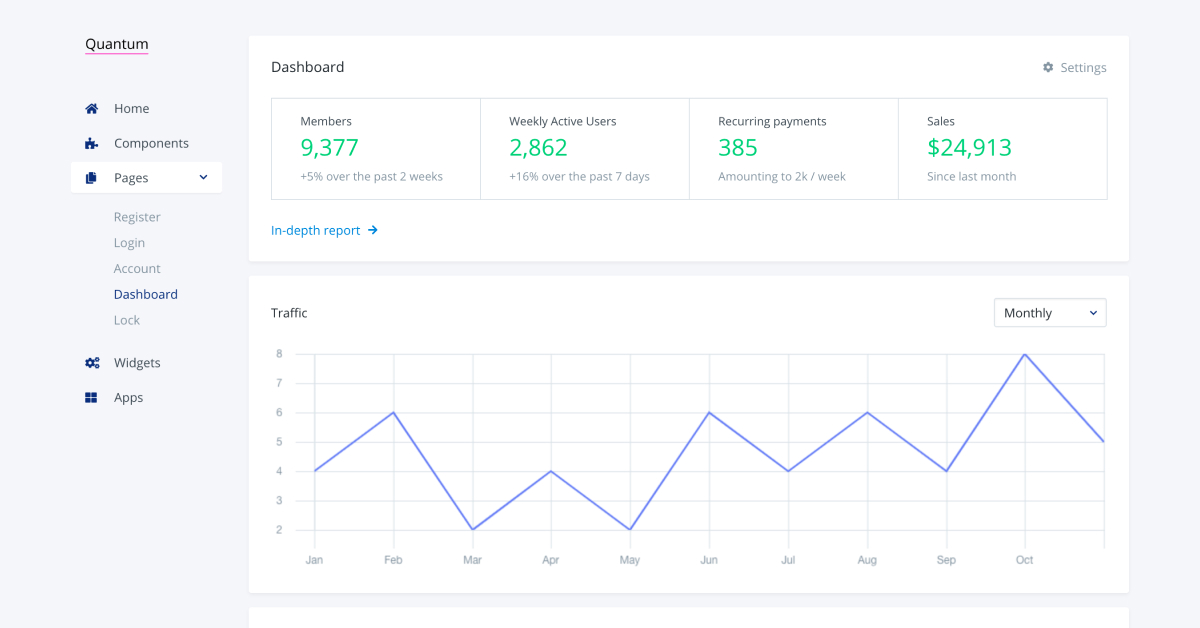 Quantum
Home
Components
Pages
Register
Login
Account
Dashboard
Lock
Widgets
Apps
Dashboard
Settings
Members
9,377
+5% over the past 2 weeks
Weekly Active Users
2,862
+16% over the past 7 days
Recurring payments
385
Amounting to 2k / week
Sales
$24,913
Since last month
In-depth report
Traffic
Monthly
8
7
6
5
4
3
2
Jan Feb Mar Apr May Jun Jul Aug Sep Oct